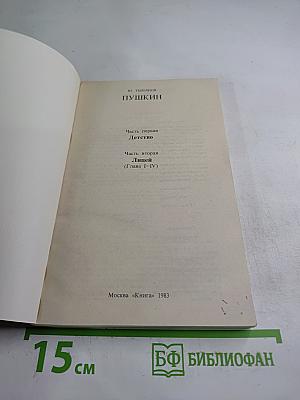 Ю. ТЫНЯНОВ
ПУШКИН
Часть первая
Детство
Часть вторая
Лицей
(Главы I–IV)
Москва «Книга» 1983
15 см
БФ БИБЛИОФАН